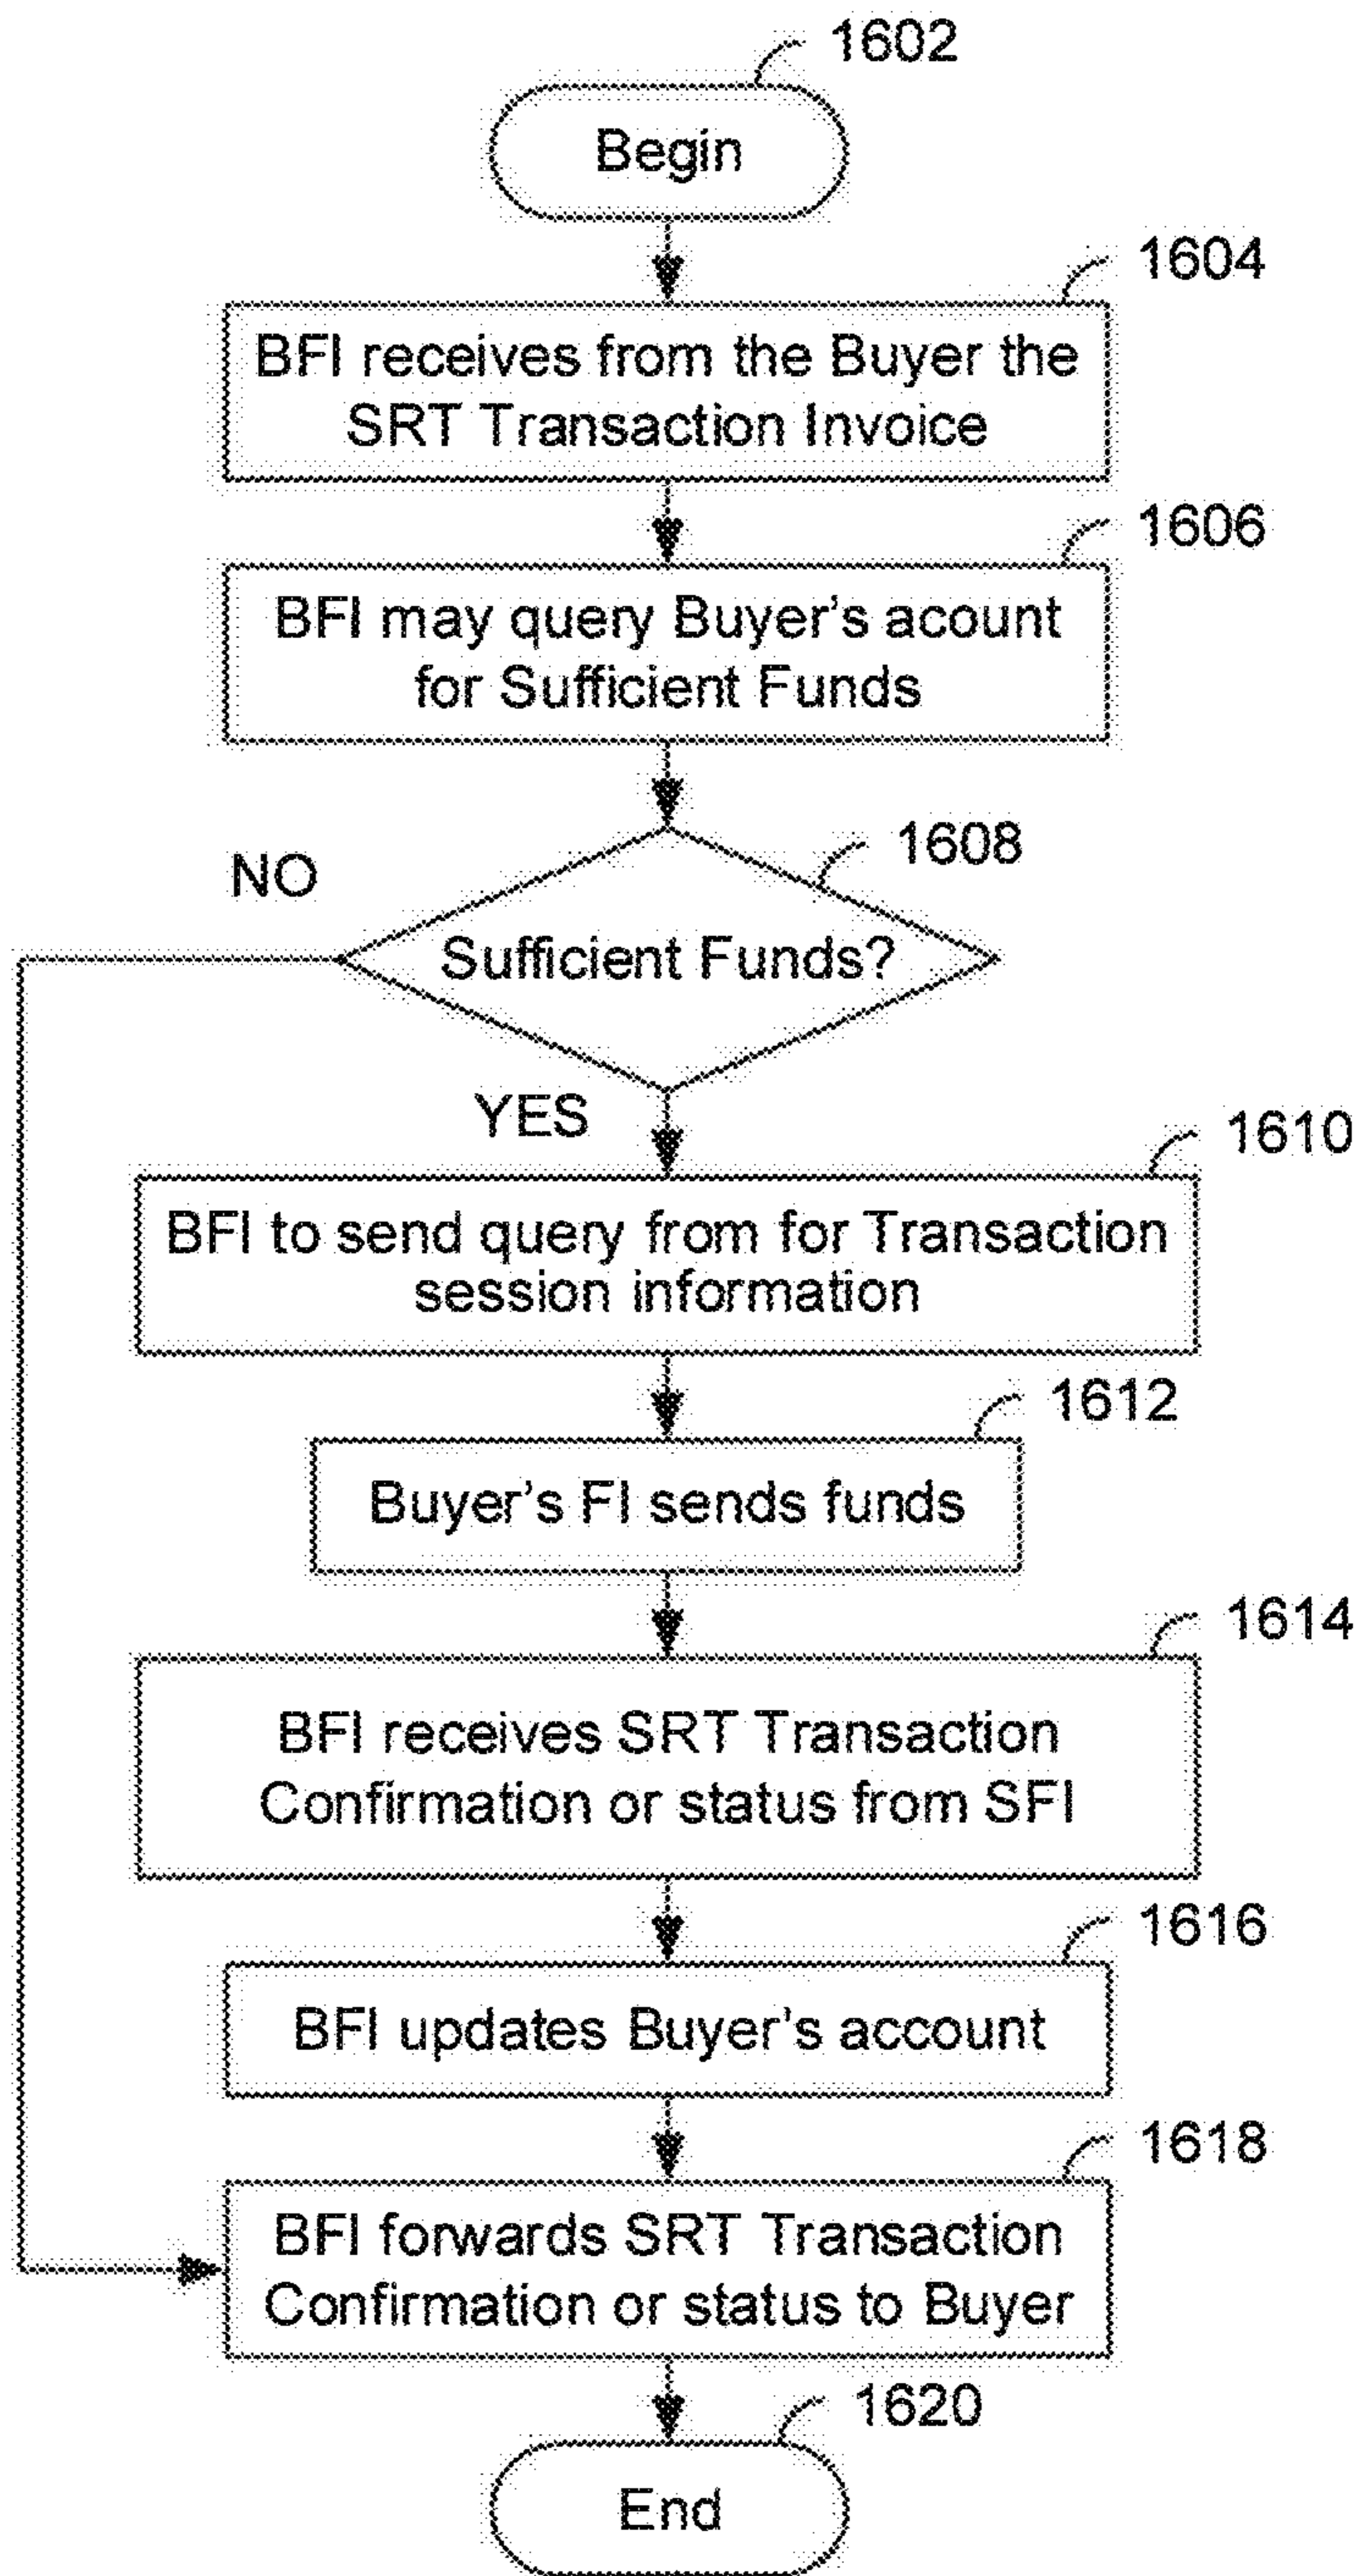 1602
Begin
1604
BFI receives from the Buyer the
SRT Transaction Invoice
1606
BFI may query Buyer's acount
for Sufficient Funds
1608
NO
Sufficient Funds?
YES
1610
BFI to send query from for Transaction
session information
1612
Buyer's FI sends funds
1614
BFI receives SRT Transaction
Confirmation or status from SFI
1616
BFI updates Buyer's account
1618
BFI forwards SRT Transaction
Confirmation or status to Buyer
1620
End